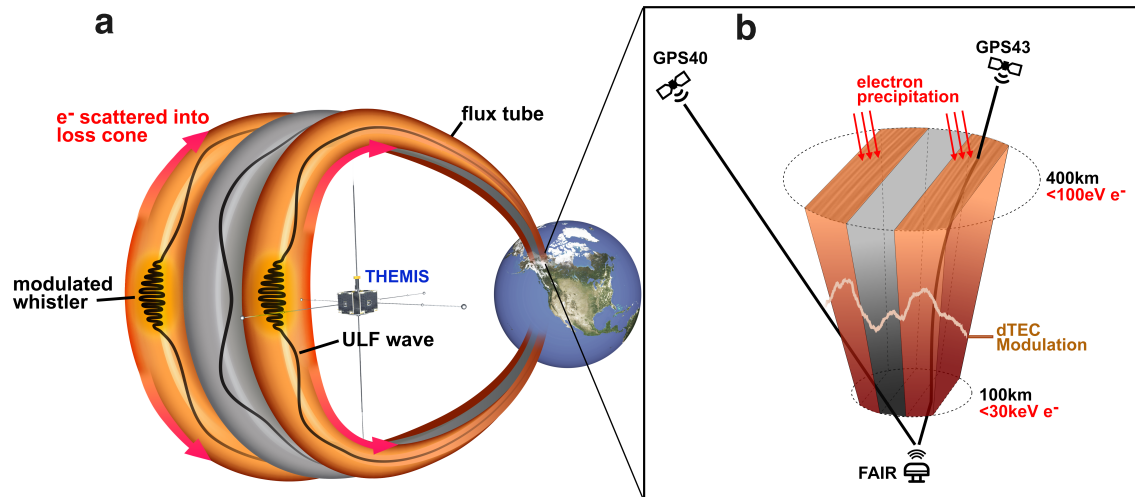 a
e- scattered into
loss cone
flux tube
modulated
whistler
THEMIS
ULF wave
b
GPS40
GPS43
electron
precipitation
400km
<100eV e-
dTEC
Modulation
100km
<30keV e-
FAIR